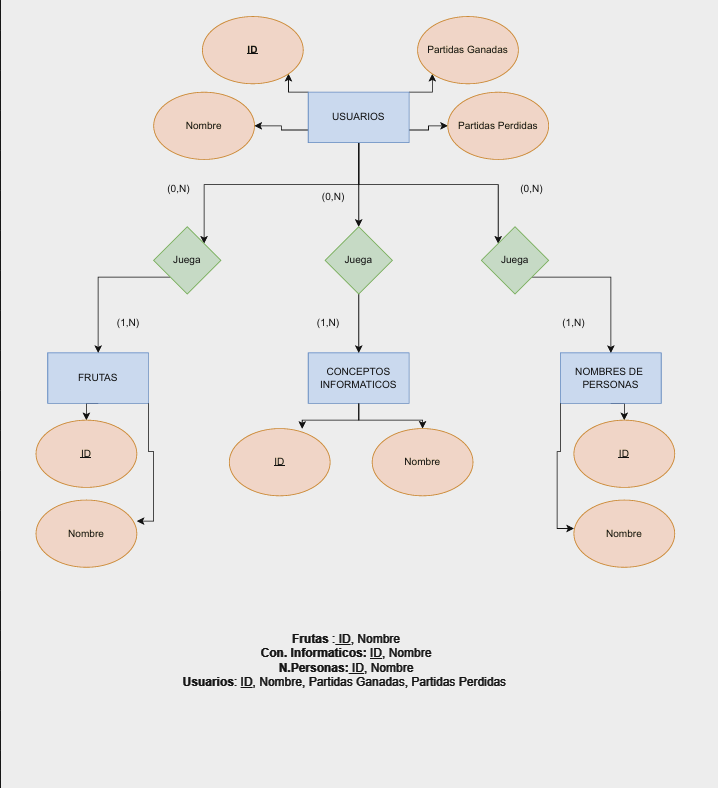 ID
Partidas Ganadas
USUARIOS
Nombre
Partidas Perdidas
(0,N)
(0,N)
(0,N)
Juega
Juega
Juega
(1,N)
(1,N)
(1,N)
FRUTAS
CONCEPTOS
INFORMATICOS
NOMBRES DE
PERSONAS
ID
ID
Nombre
ID
Nombre
Nombre
Frutas : ID, Nombre
Con. Informaticos: ID, Nombre
N.Personas: ID, Nombre
Usuarios: ID, Nombre, Partidas Ganadas, Partidas Perdidas